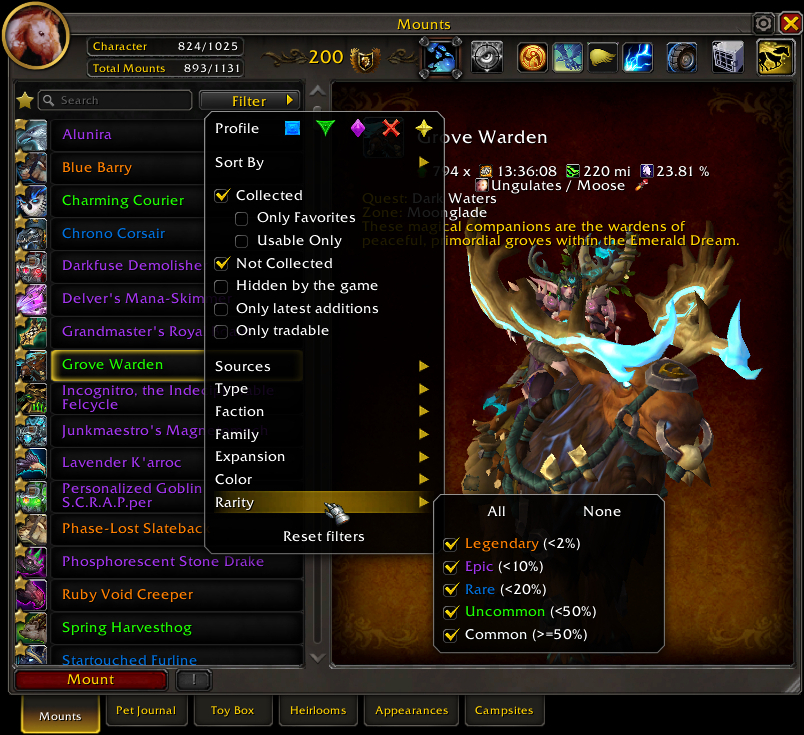 Mounts
Character 824/1025
Total Mounts 893/1131
200
Search
Filter
Alunira
Blue Barry
Charming Courier
Chrono Corsair
Darkfuse Demolishe
Delver's Mana-Skim
Grandmaster's Roya
Grove Warden
Incognitro, the
Felcycle
Junkmaestro's
Lavender K'arroc
Personalized Goblin
S.C.R.A.P.per
Phase-Lost Slateback
Phosphorescent Stone Drake
Ruby Void Creeper
Spring Harvesthog
Startouched Furline
Profile
Sort By
Collected
Only Favorites
Usable Only
Not Collected
Hidden by the game
Only latest additions
Only tradable
Sources
Type
Faction
Family
Expansion
Color
Rarity
Reset filters
All None
Legendary (<2%)
Epic (<10%)
Rare (<20%)
Uncommon (<50%)
Common (>=50%)
Grove Warden
794 x 13:36:08 220 mi 23.81 %
Ungulates / Moose
Quest: Dark Waters
Zone: Moonglade
These magical companions are the wardens of
peaceful, primordial groves within the Emerald Dream.
Mount !
Mounts
Pet Journal
Toy Box
Heirlooms
Appearances
Campsites